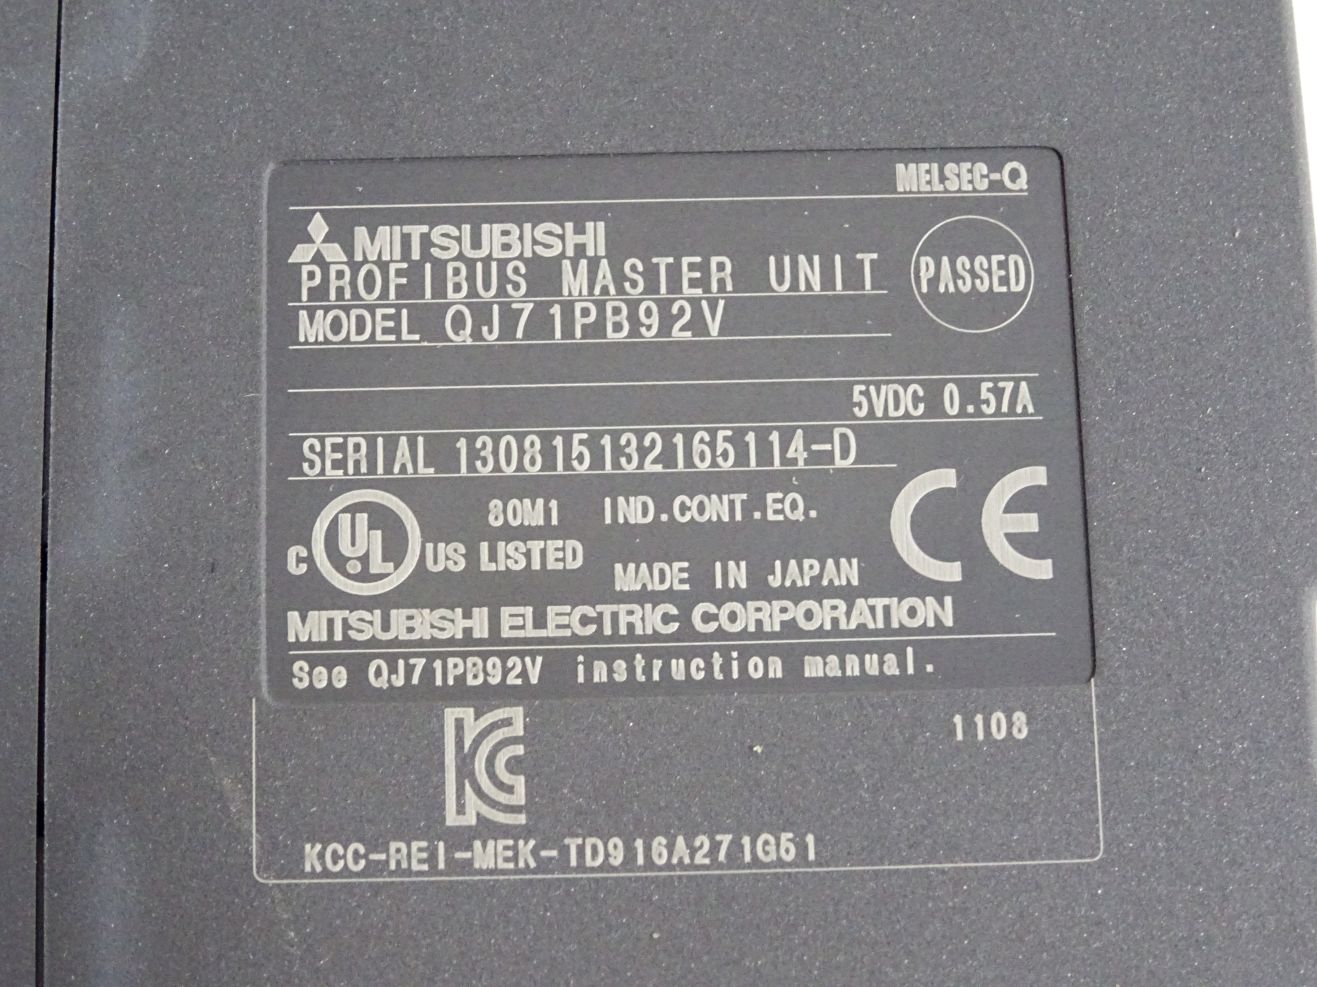 MELSEC-Q
MITSUBISHI
PROFIBUS MASTER UNIT
PASSED
MODEL QJ71PB92V
5VDC 0.57A
SERIAL 130815132165114-D
80M1 IND.CONT.EQ.
C UL US LISTED
CE
MADE IN JAPAN
MITSUBISHI ELECTRIC CORPORATION
See QJ71PB92V instruction manual.
KC
1108
KCC-REI-MEK-TD916A271G51